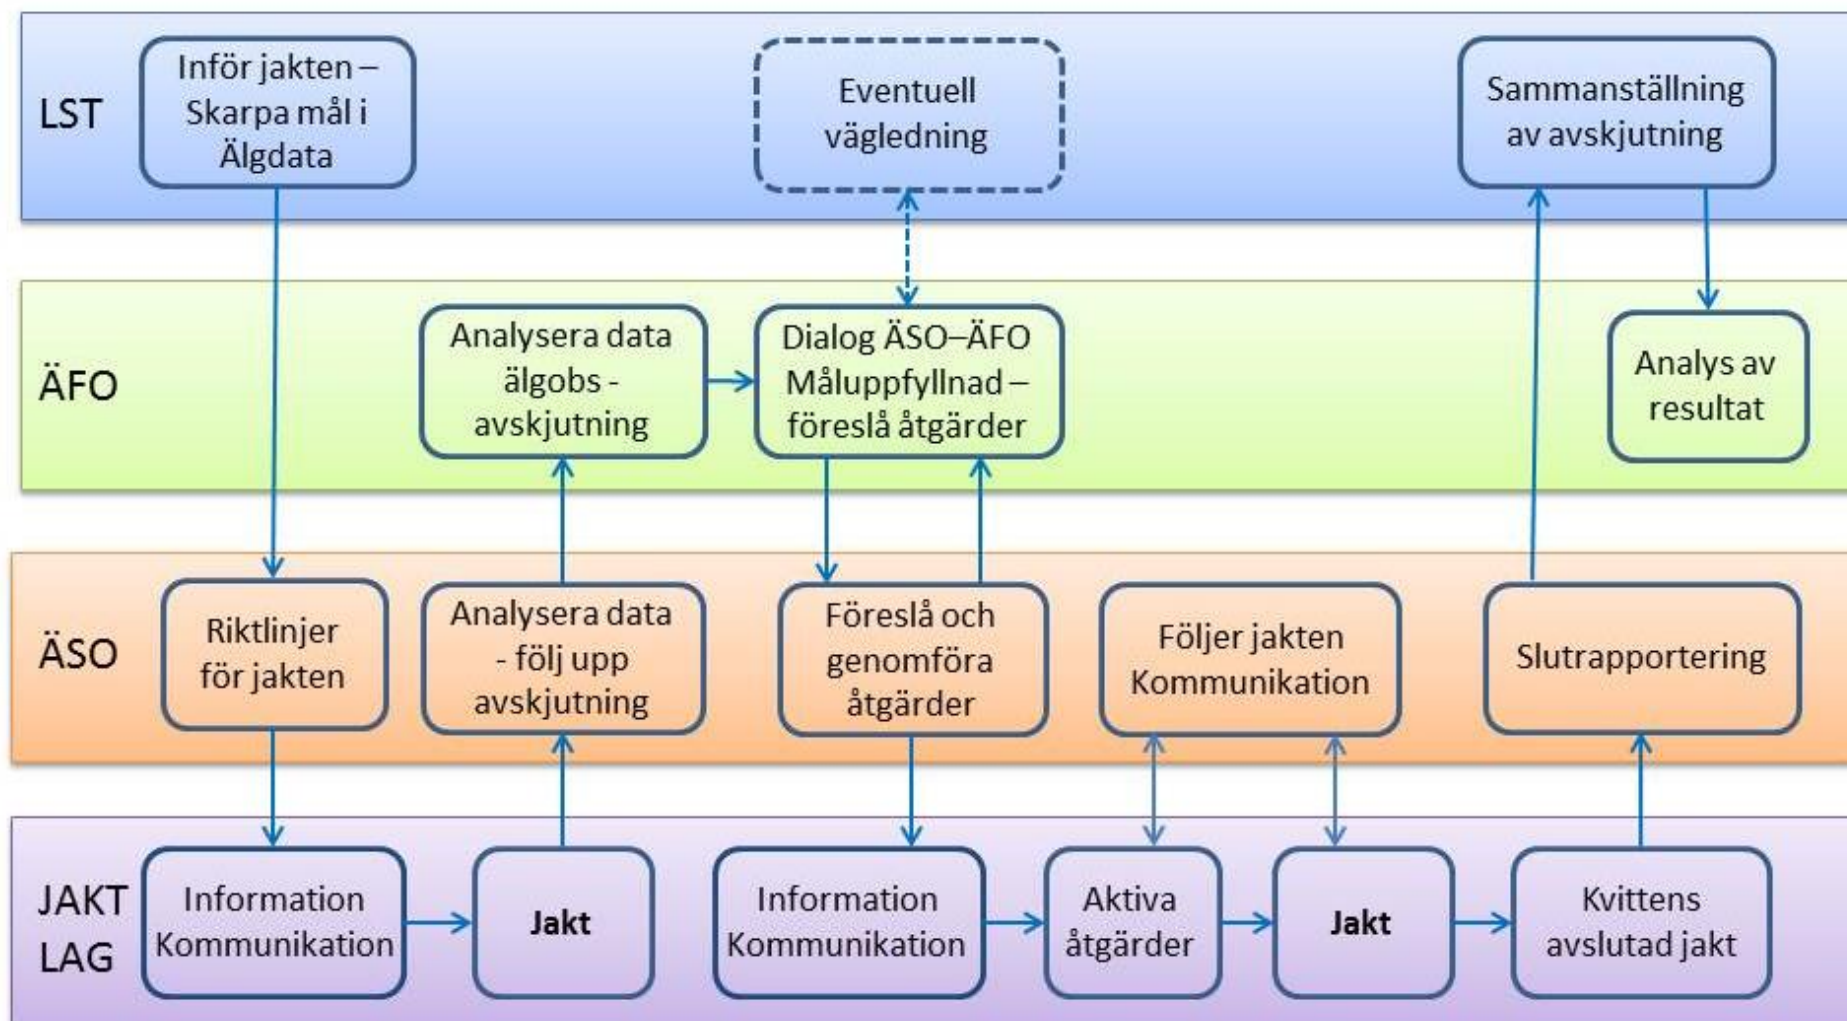 LST
Inför jakten –
Skarpa mål i
Älgdata
Eventuell
vägledning
Sammanställning
av avskjutning
ÄFO
Analysera data
älgobs -
avskjutning
Dialog ÄSO–ÄFO
Måluppfyllnad –
föreslå åtgärder
Analys av
resultat
ÄSO
Riktlinjer
för jakten
Analysera data
- följ upp
avskjutning
Föreslå och
genomföra
åtgärder
Följer jakten
Kommunikation
Slutrapportering
JAKT
LAG
Information
Kommunikation
Jakt
Information
Kommunikation
Aktiva
åtgärder
Jakt
Kvittens
avslutad jakt